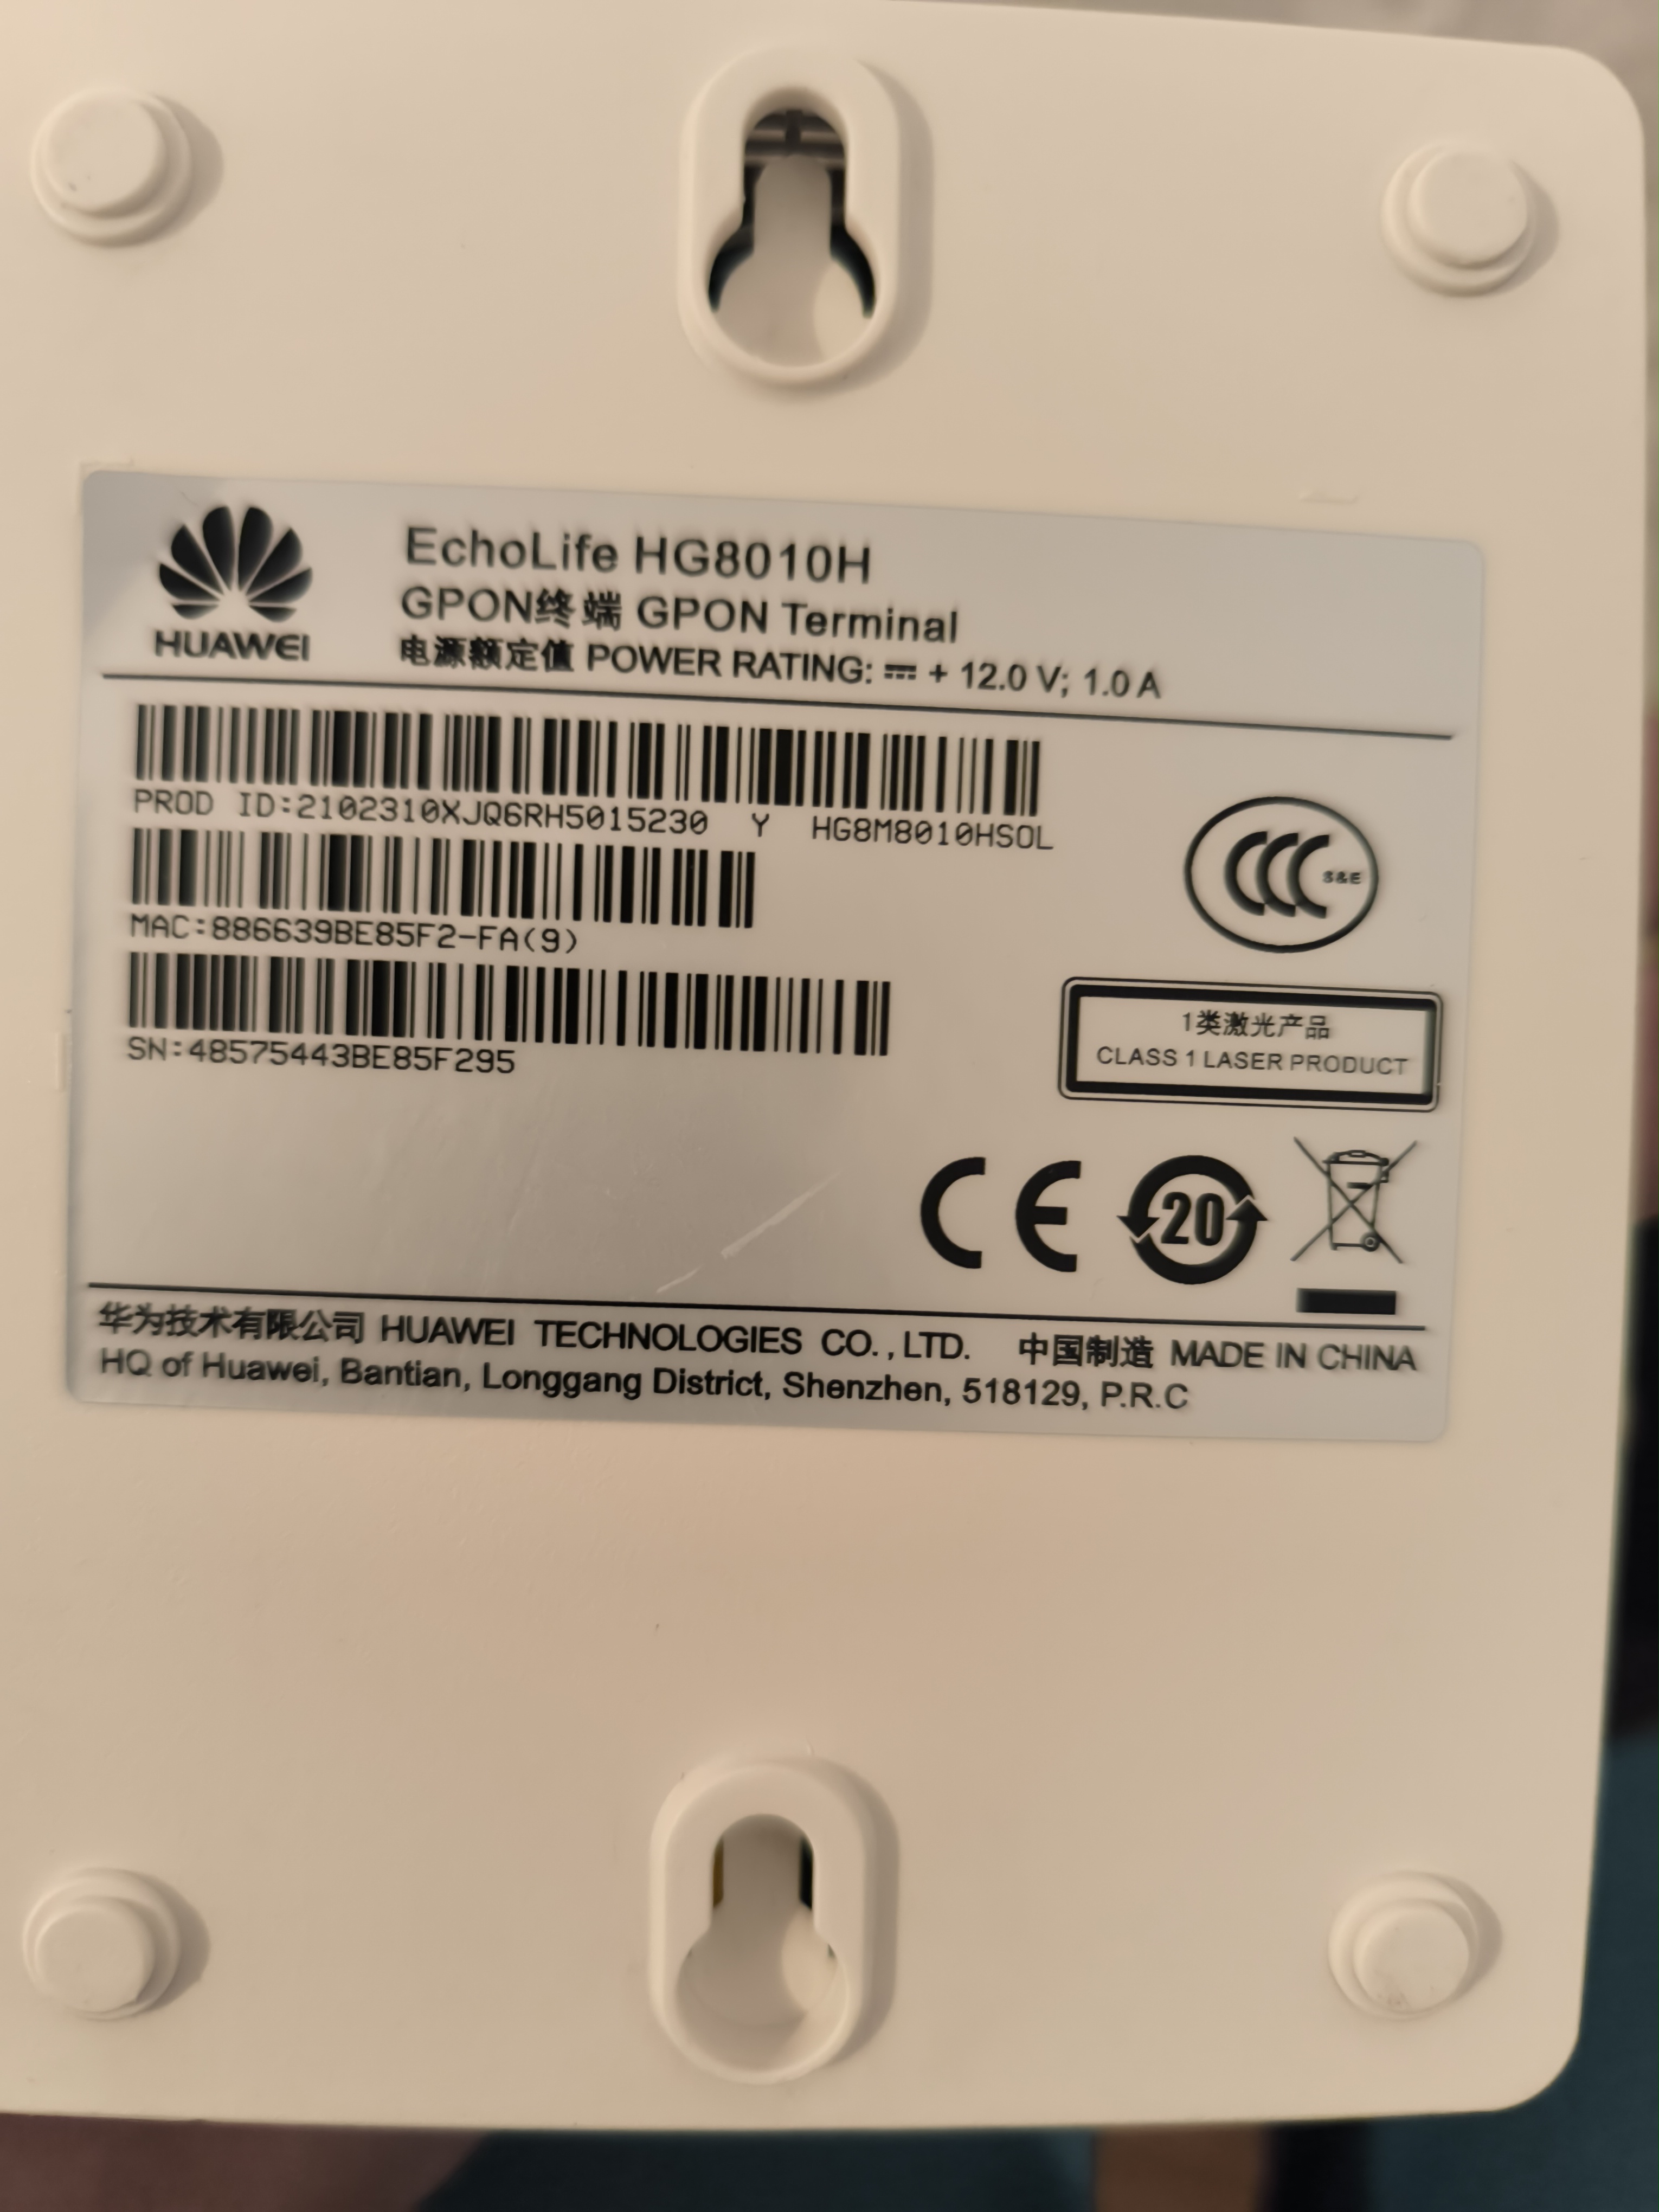 HUAWEI
EchoLife HG8010H
GPON终端 GPON Terminal
电源额定值 POWER RATING: ⎓ + 12.0 V; 1.0 A
PROD ID:2102310XJQ6RH5015230 Y HG8M8010HSOL
MAC:886639BE85F2-FA(9)
SN:48575443BE85F295
CCC S&E
1类激光产品
CLASS 1 LASER PRODUCT
CE 20
华为技术有限公司 HUAWEI TECHNOLOGIES CO., LTD. 中国制造 MADE IN CHINA
HQ of Huawei, Bantian, Longgang District, Shenzhen, 518129, P.R.C